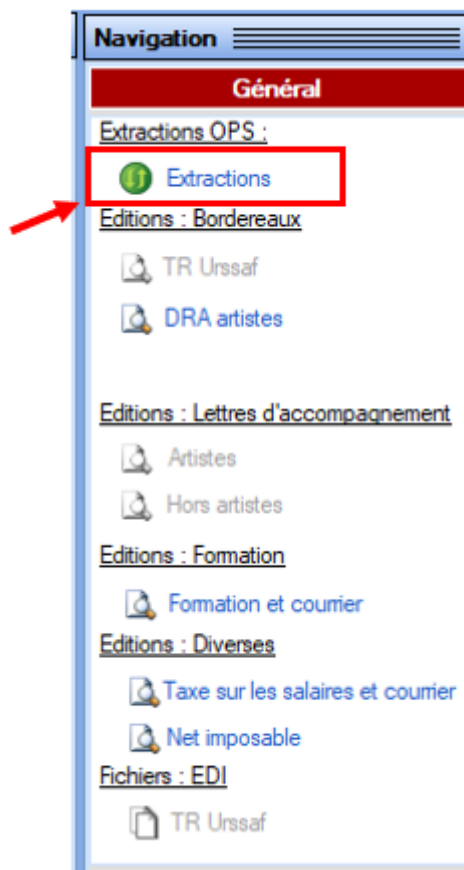 Navigation
Général
Extractions OPS :
Extractions
Editions : Bordereaux
TR Urssaf
DRA artistes
Editions : Lettres d'accompagnement
Artistes
Hors artistes
Editions : Formation
Formation et courrier
Editions : Diverses
Taxe sur les salaires et courrier
Net imposable
Fichiers : EDI
TR Urssaf